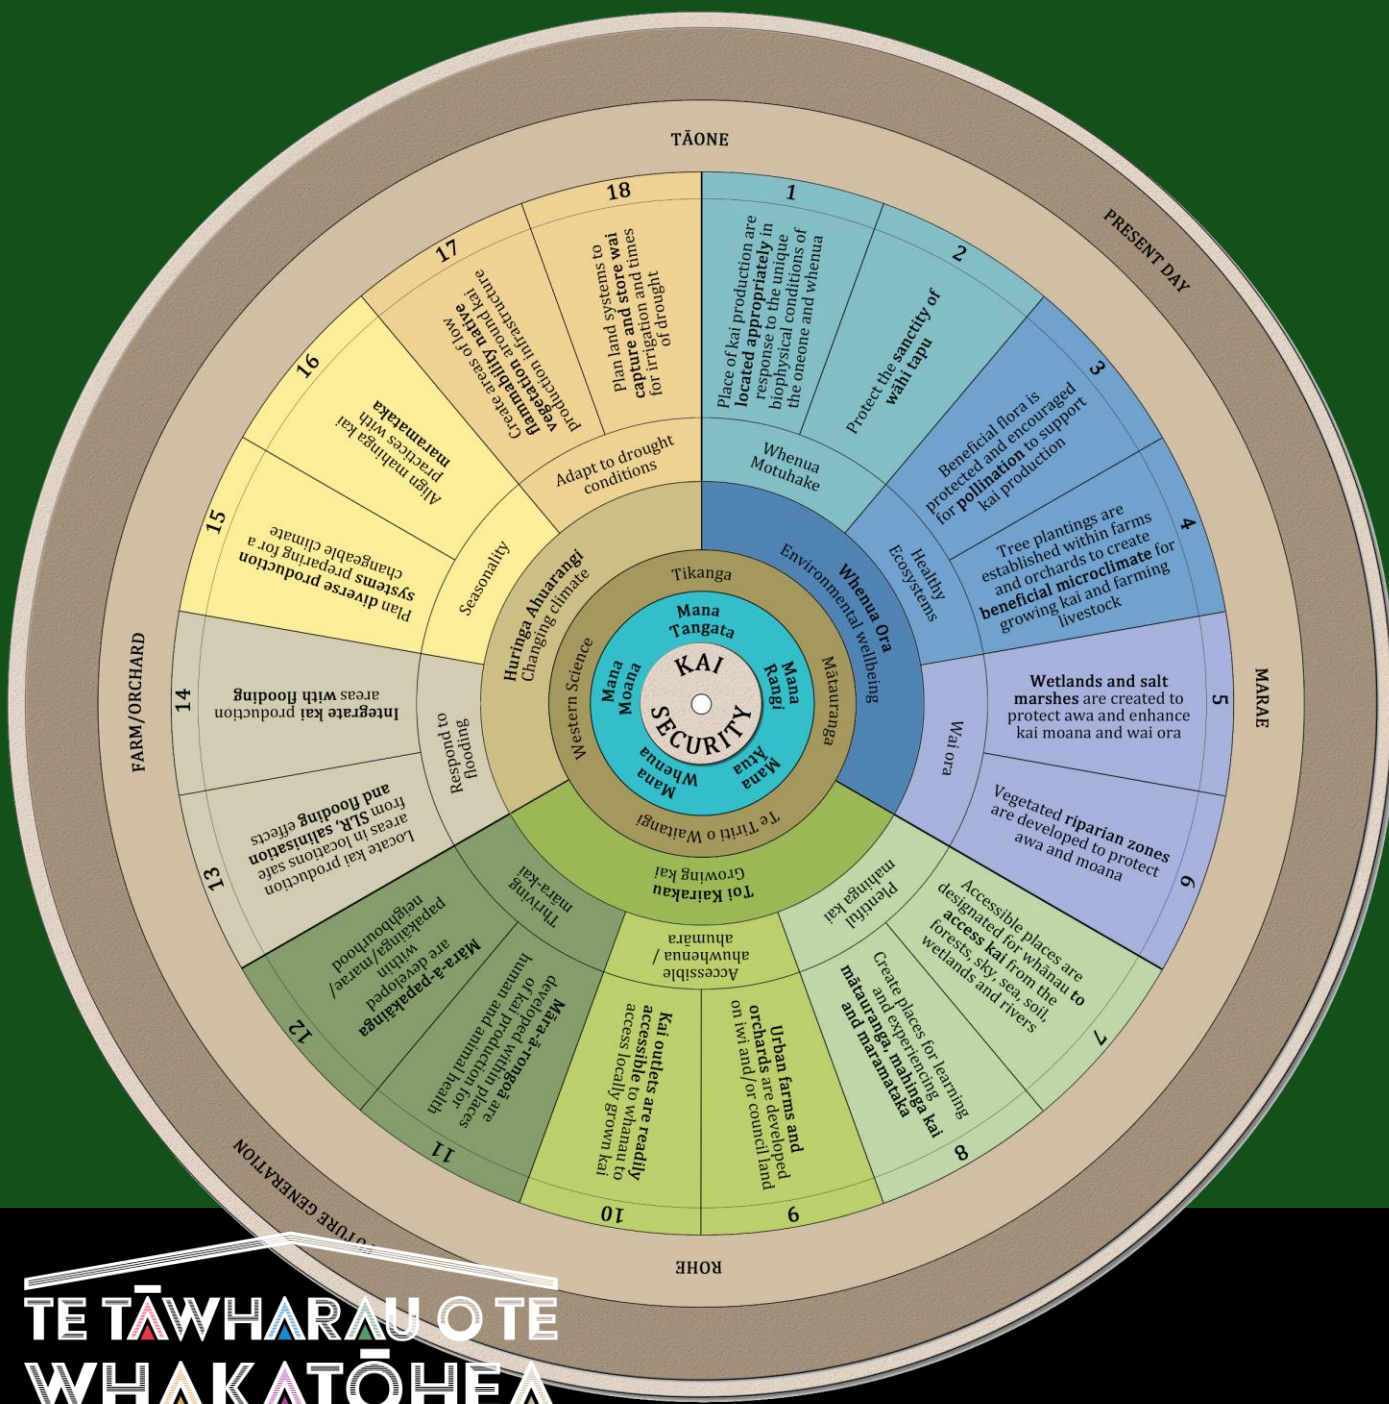 KAI
SECURITY
Mana
Tangata
Mana
Rangi
Mana
Atua
Mana
Whenua
Mana
Moana
Tikanga
Mātauranga
Te Tiriti o Waitangi
Western Science
Whenua Ora
Environmental wellbeing
Toi Kairakau
Growing kai
Huringa Ahuarangi
Changing climate
Whenua
Motuhake
Healthy
Ecosystems
Wai ora
Plentiful
mahinga kai
Accessible
ahuwhenua /
ahumāra
Thriving
māra-kai
Respond to
flooding
Seasonality
Adapt to drought
conditions
1
Place of kai production are
located appropriately in
response to the unique
biophysical conditions of
the oneone and whenua
2
Protect the sanctity of
wāhi tapu
3
Beneficial flora is
protected and encouraged
for pollination to support
kai production
4
Tree plantings are
established within farms
and orchards to create
beneficial microclimate for
growing kai and farming
livestock
5
Wetlands and salt
marshes are created to
protect awa and enhance
kai moana and wai ora
6
Vegetated riparian zones
are developed to protect
awa and moana
7
Accessible places are
designated for whānau to
access kai from the
forests, sky, sea, soil,
wetlands and rivers
8
Create places for learning
and experiencing
mātauranga, mahinga kai
and maramataka
9
Urban farms and
orchards are developed
on iwi and/or council land
10
Kai outlets are readily
accessible to whanau to
access locally grown kai
11
Māra-ā-rongoā are
developed within places
of kai production for
human and animal health
12
Māra-ā-papakāinga
are developed
within
papakāinga/marae/
neighbourhood
13
Locate kai production
areas in locations safe
from SLR, salinisation
and flooding effects
14
Integrate kai production
areas with flooding
15
Plan diverse production
systems preparing for a
changeable climate
16
Align mahinga kai
practices with
maramataka
17
Create areas of low
flammability native
vegetation around kai
production infrastructure
18
Plan land systems to
capture and store wai
for irrigation and times
of drought
TĀONE
MARAE
ROHE
FARM/ORCHARD
PRESENT DAY
FUTURE GENERATION
TE TĀWHARAU O TE
WHAKATŌHEA